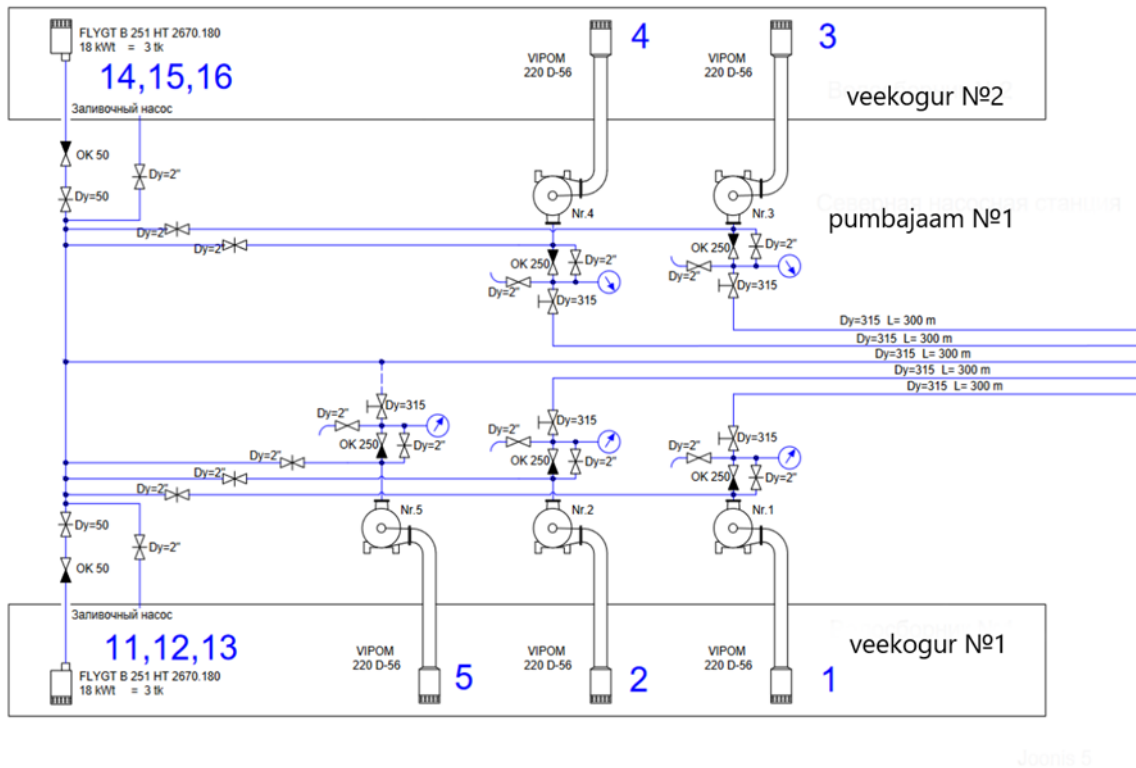 FLYGT B 251 HT 2670.180
18 kWt = 3 tk
14,15,16
Заливочный насос
VIPOM
220 D-56
4
VIPOM
220 D-56
3
veekogur №2
OK 50
Dy=2"
Dy=50
Nr.4
Nr.3
Северная насосная станция
pumbajaam №1
Dy=2"
Dy=2"
OK 250
Dy=2"
Dy=2"
Dy=315
OK 250
Dy=2"
Dy=2"
Dy=315
Dy=315 L= 300 m
Dy=315 L= 300 m
Dy=315 L= 300 m
Dy=315 L= 300 m
Dy=315 L= 300 m
Dy=315
Dy=2"
OK 250
Dy=2"
Dy=315
Dy=2"
OK 250
Dy=2"
Dy=315
Dy=2"
OK 250
Dy=2"
Dy=2"
Dy=2"
Dy=2"
Nr.5
Nr.2
Nr.1
Dy=50
Dy=2"
OK 50
Заливочный насос
11,12,13
FLYGT B 251 HT 2670.180
18 kWt = 3 tk
VIPOM
220 D-56
5
VIPOM
220 D-56
2
VIPOM
220 D-56
1
veekogur №1
Joonis 5